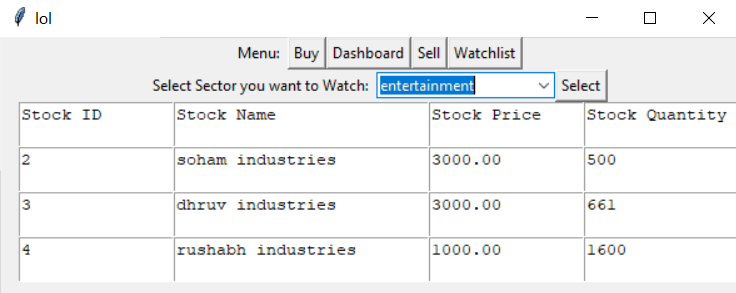 lol
Menu: Buy Dashboard Sell Watchlist
Select Sector you want to Watch: entertainment Select
Stock ID Stock Name Stock Price Stock Quantity
2 soham industries 3000.00 500
3 dhruv industries 3000.00 661
4 rushabh industries 1000.00 1600